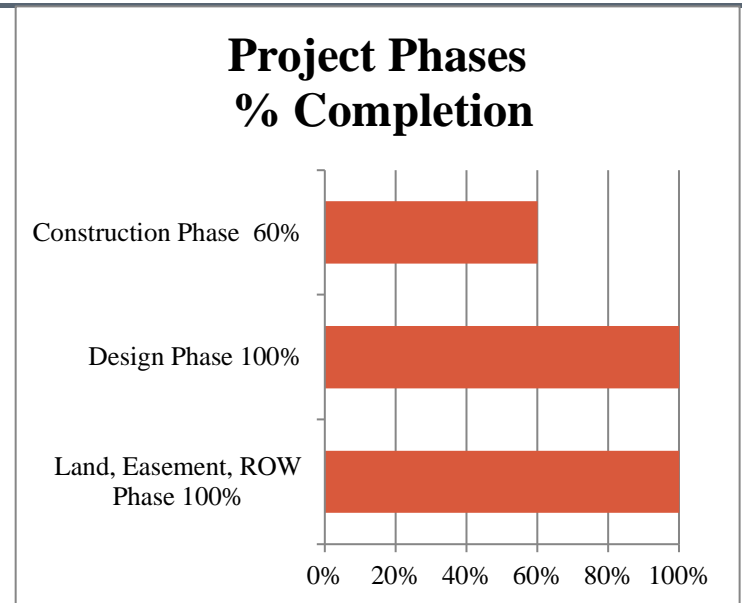 Project Phases
% Completion
Construction Phase  60%
Design Phase 100%
Land, Easement, ROW
Phase 100%
0% 20% 40% 60% 80% 100%